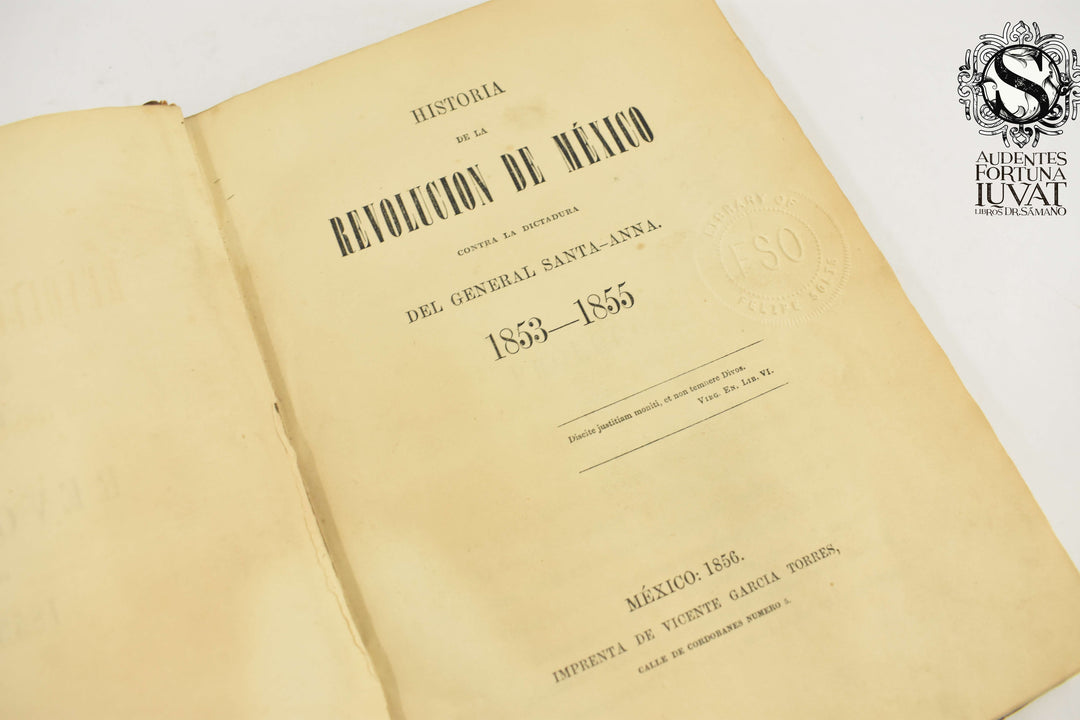 HISTORIA
DE LA
REVOLUCION DE MÉXICO
CONTRA LA DICTADURA
DEL GENERAL SANTA-ANNA.
1853—1855
Discite justitiam moniti, et non temnere Divos.
VIRG. EN. LIB. VI.
MÉXICO: 1856.
IMPRENTA DE VICENTE GARCIA TORRES,
CALLE DE CORDOBANES NUMERO 5.
LIBRARY OF
FSO
FELIPE SOLIS
S
AUDENTES
FORTUNA
IUVAT
LIBROS DR. SÁMANO